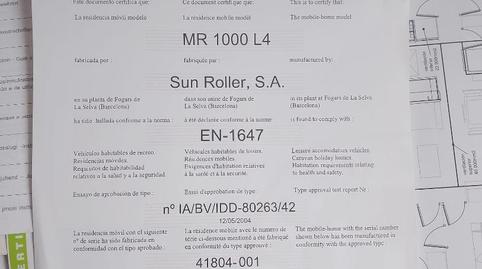 Este documento certifica que: Ce document certifie que: This is to certify that:
La residencia móvil modelo La residence mobile model The mobile-home model
MR 1000 L4
fabricada por : fabriquée par : manufactured by:
Sun Roller, S.A.
en su planta de Fogars de dans son usine de Fogars de in its plant at Fogars de La Selva
La Selva (Barcelona) La Selva (Barcelona) (Barcelona)
ha sido hallada conforme a la norma : a été déclarée conforme à la norme is found to comply with :
EN-1647
Vehículos habitables de recreo. Véhicules habitables de loisirs. Leisure accommodation vehicles.
Residencias móviles. Résidences mobiles. Caravan holiday homes.
Requisitos de habitabilidad Exigences d'habitation relatives Habitation requirements relating
relativos a la salud y a la seguridad. à la santé et à la sécurité. to health and safety.
Ensayo de aprobación de tipo : Essai d'approbation de type: Type approval test report Nr :
nº IA/BV/IDD-80263/42
12/05/2004
La residencia móvil con el siguiente La residence mobile avec le numero de The mobile-home with the serial number
nº de serie ha sido fabricada en série ci-dessous mentionné a été fabriqué shown below has been manufactured in
conformidad con el tipo aprobado : en conformité du type approuvé : conformity with the approved type :
41804-001
ERTI